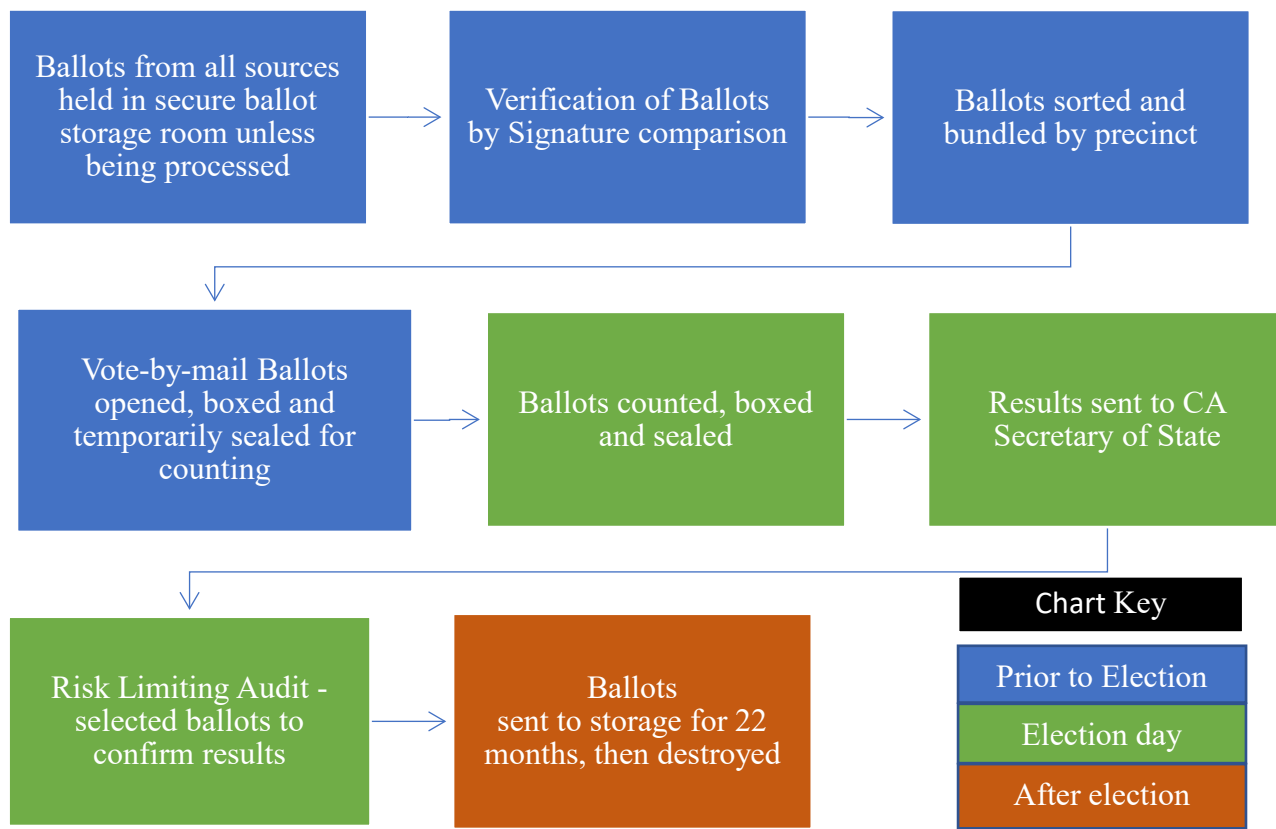 Ballots from all sources
held in secure ballot
storage room unless
being processed
Verification of Ballots
by Signature comparison
Ballots sorted and
bundled by precinct
Vote-by-mail Ballots
opened, boxed and
temporarily sealed for
counting
Ballots counted, boxed
and sealed
Results sent to CA
Secretary of State
Risk Limiting Audit -
selected ballots to
confirm results
Ballots
sent to storage for 22
months, then destroyed
Chart Key
Prior to Election
Election day
After election